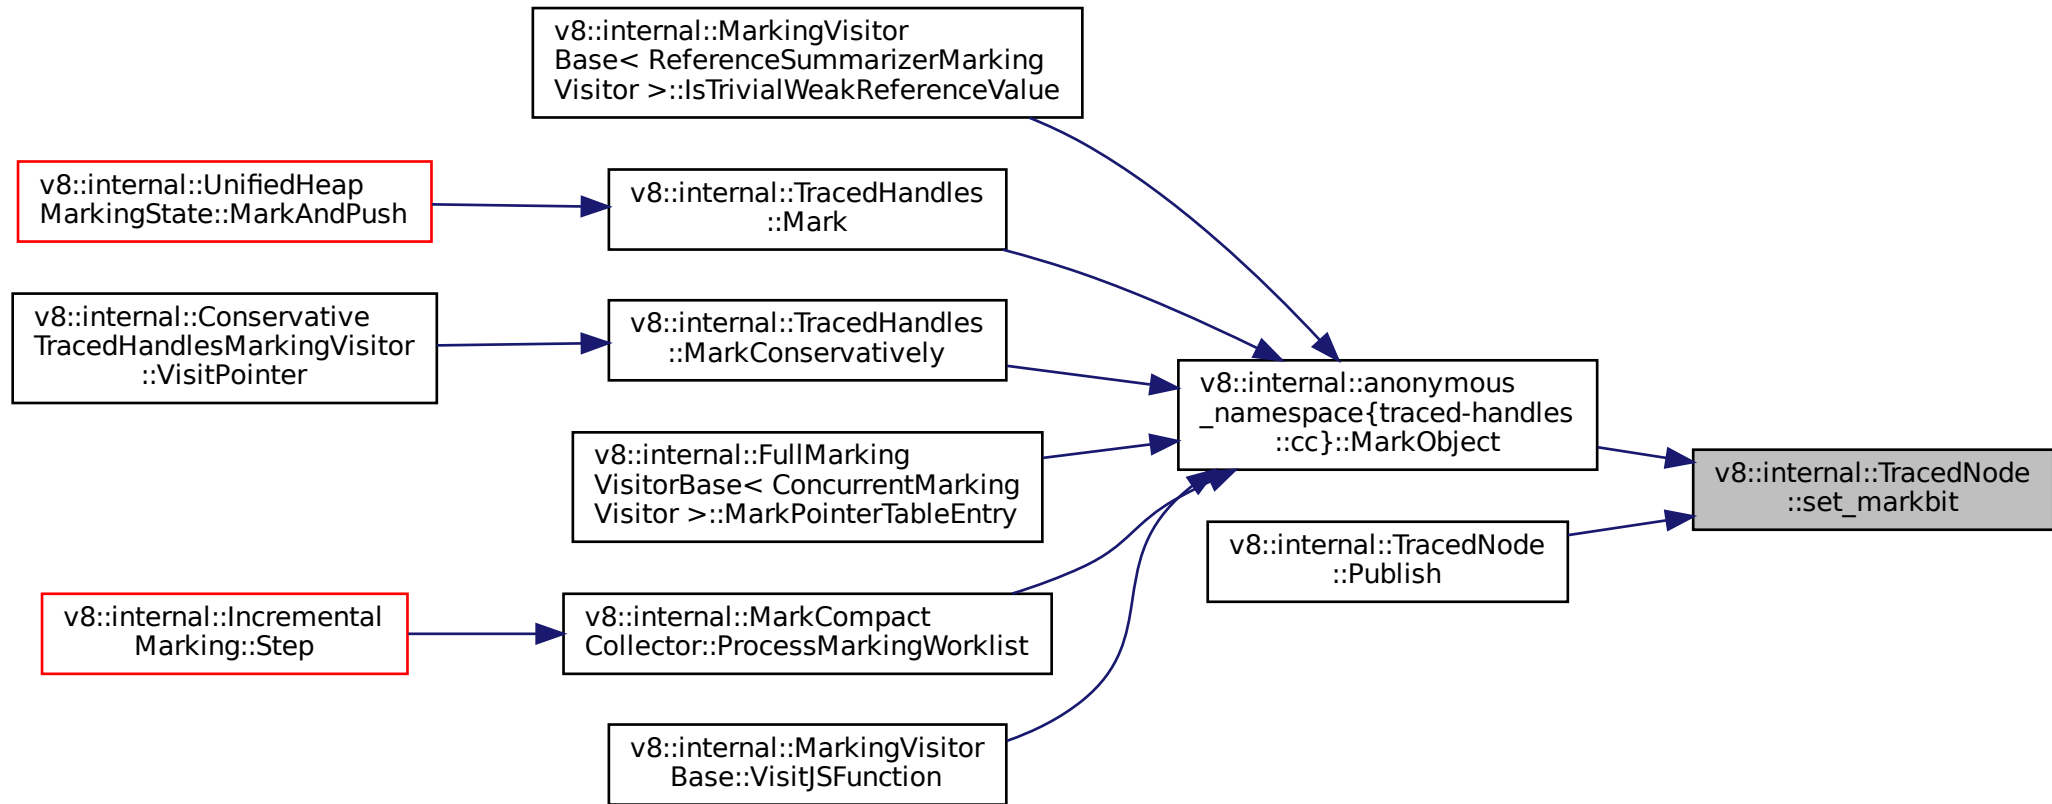 v8::internal::MarkingVisitor
Base< ReferenceSummarizerMarking
Visitor >::IsTrivialWeakReferenceValue
v8::internal::UnifiedHeap
MarkingState::MarkAndPush
v8::internal::TracedHandles
::Mark
v8::internal::Conservative
TracedHandlesMarkingVisitor
::VisitPointer
v8::internal::TracedHandles
::MarkConservatively
v8::internal::anonymous
_namespace{traced-handles
::cc}::MarkObject
v8::internal::FullMarking
VisitorBase< ConcurrentMarking
Visitor >::MarkPointerTableEntry
v8::internal::TracedNode
::set_markbit
v8::internal::TracedNode
::Publish
v8::internal::Incremental
Marking::Step
v8::internal::MarkCompact
Collector::ProcessMarkingWorklist
v8::internal::MarkingVisitor
Base::VisitJSFunction